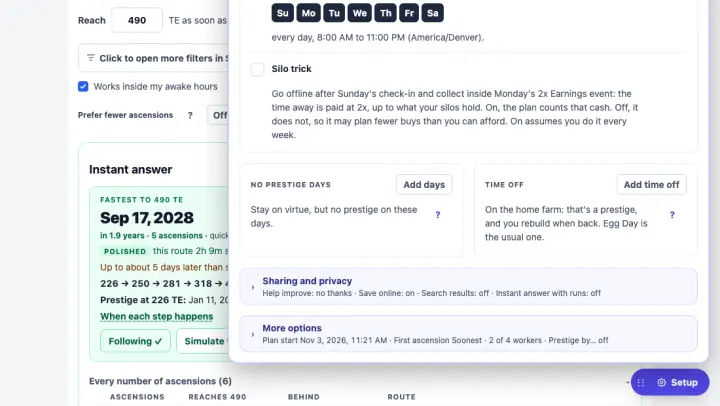 Reach 490 TE as soon as
Click to open more filters in S
Works inside my awake hours
Prefer fewer ascensions ? Off
Instant answer
FASTEST TO 490 TE
Sep 17, 2028
in 1.9 years · 5 ascensions · quic
POLISHED this route 2h 9m s
Up to about 5 days later than s
226 → 250 → 281 → 318 →
Prestige at 226 TE: Jan 11, 20
When each step happens
Following ✓ Simulate
Every number of ascensions (6)
ASCENSIONS REACHES 490 BEHIND ROUTE
Su Mo Tu We Th Fr Sa
every day, 8:00 AM to 11:00 PM (America/Denver).
Silo trick
Go offline after Sunday's check-in and collect inside Monday's 2x Earnings event: the
time away is paid at 2x, up to what your silos hold. On, the plan counts that cash. Off, it
does not, so it may plan fewer buys than you can afford. On assumes you do it every
week.
NO PRESTIGE DAYS Add days
Stay on virtue, but no prestige on these
days.
?
TIME OFF Add time off
On the home farm: that's a prestige,
and you rebuild when back. Egg Day is
the usual one.
?
Sharing and privacy
Help improve: no thanks · Save online: on · Search results: off · Instant answer with runs: off
More options
Plan start Nov 3, 2026, 11:21 AM · First ascension Soonest · 2 of 4 workers · Prestige by... off
Setup